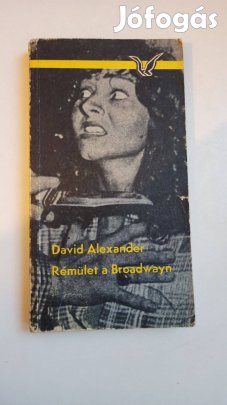 Jófogás
David Alexander
Rémület a Broadwayn